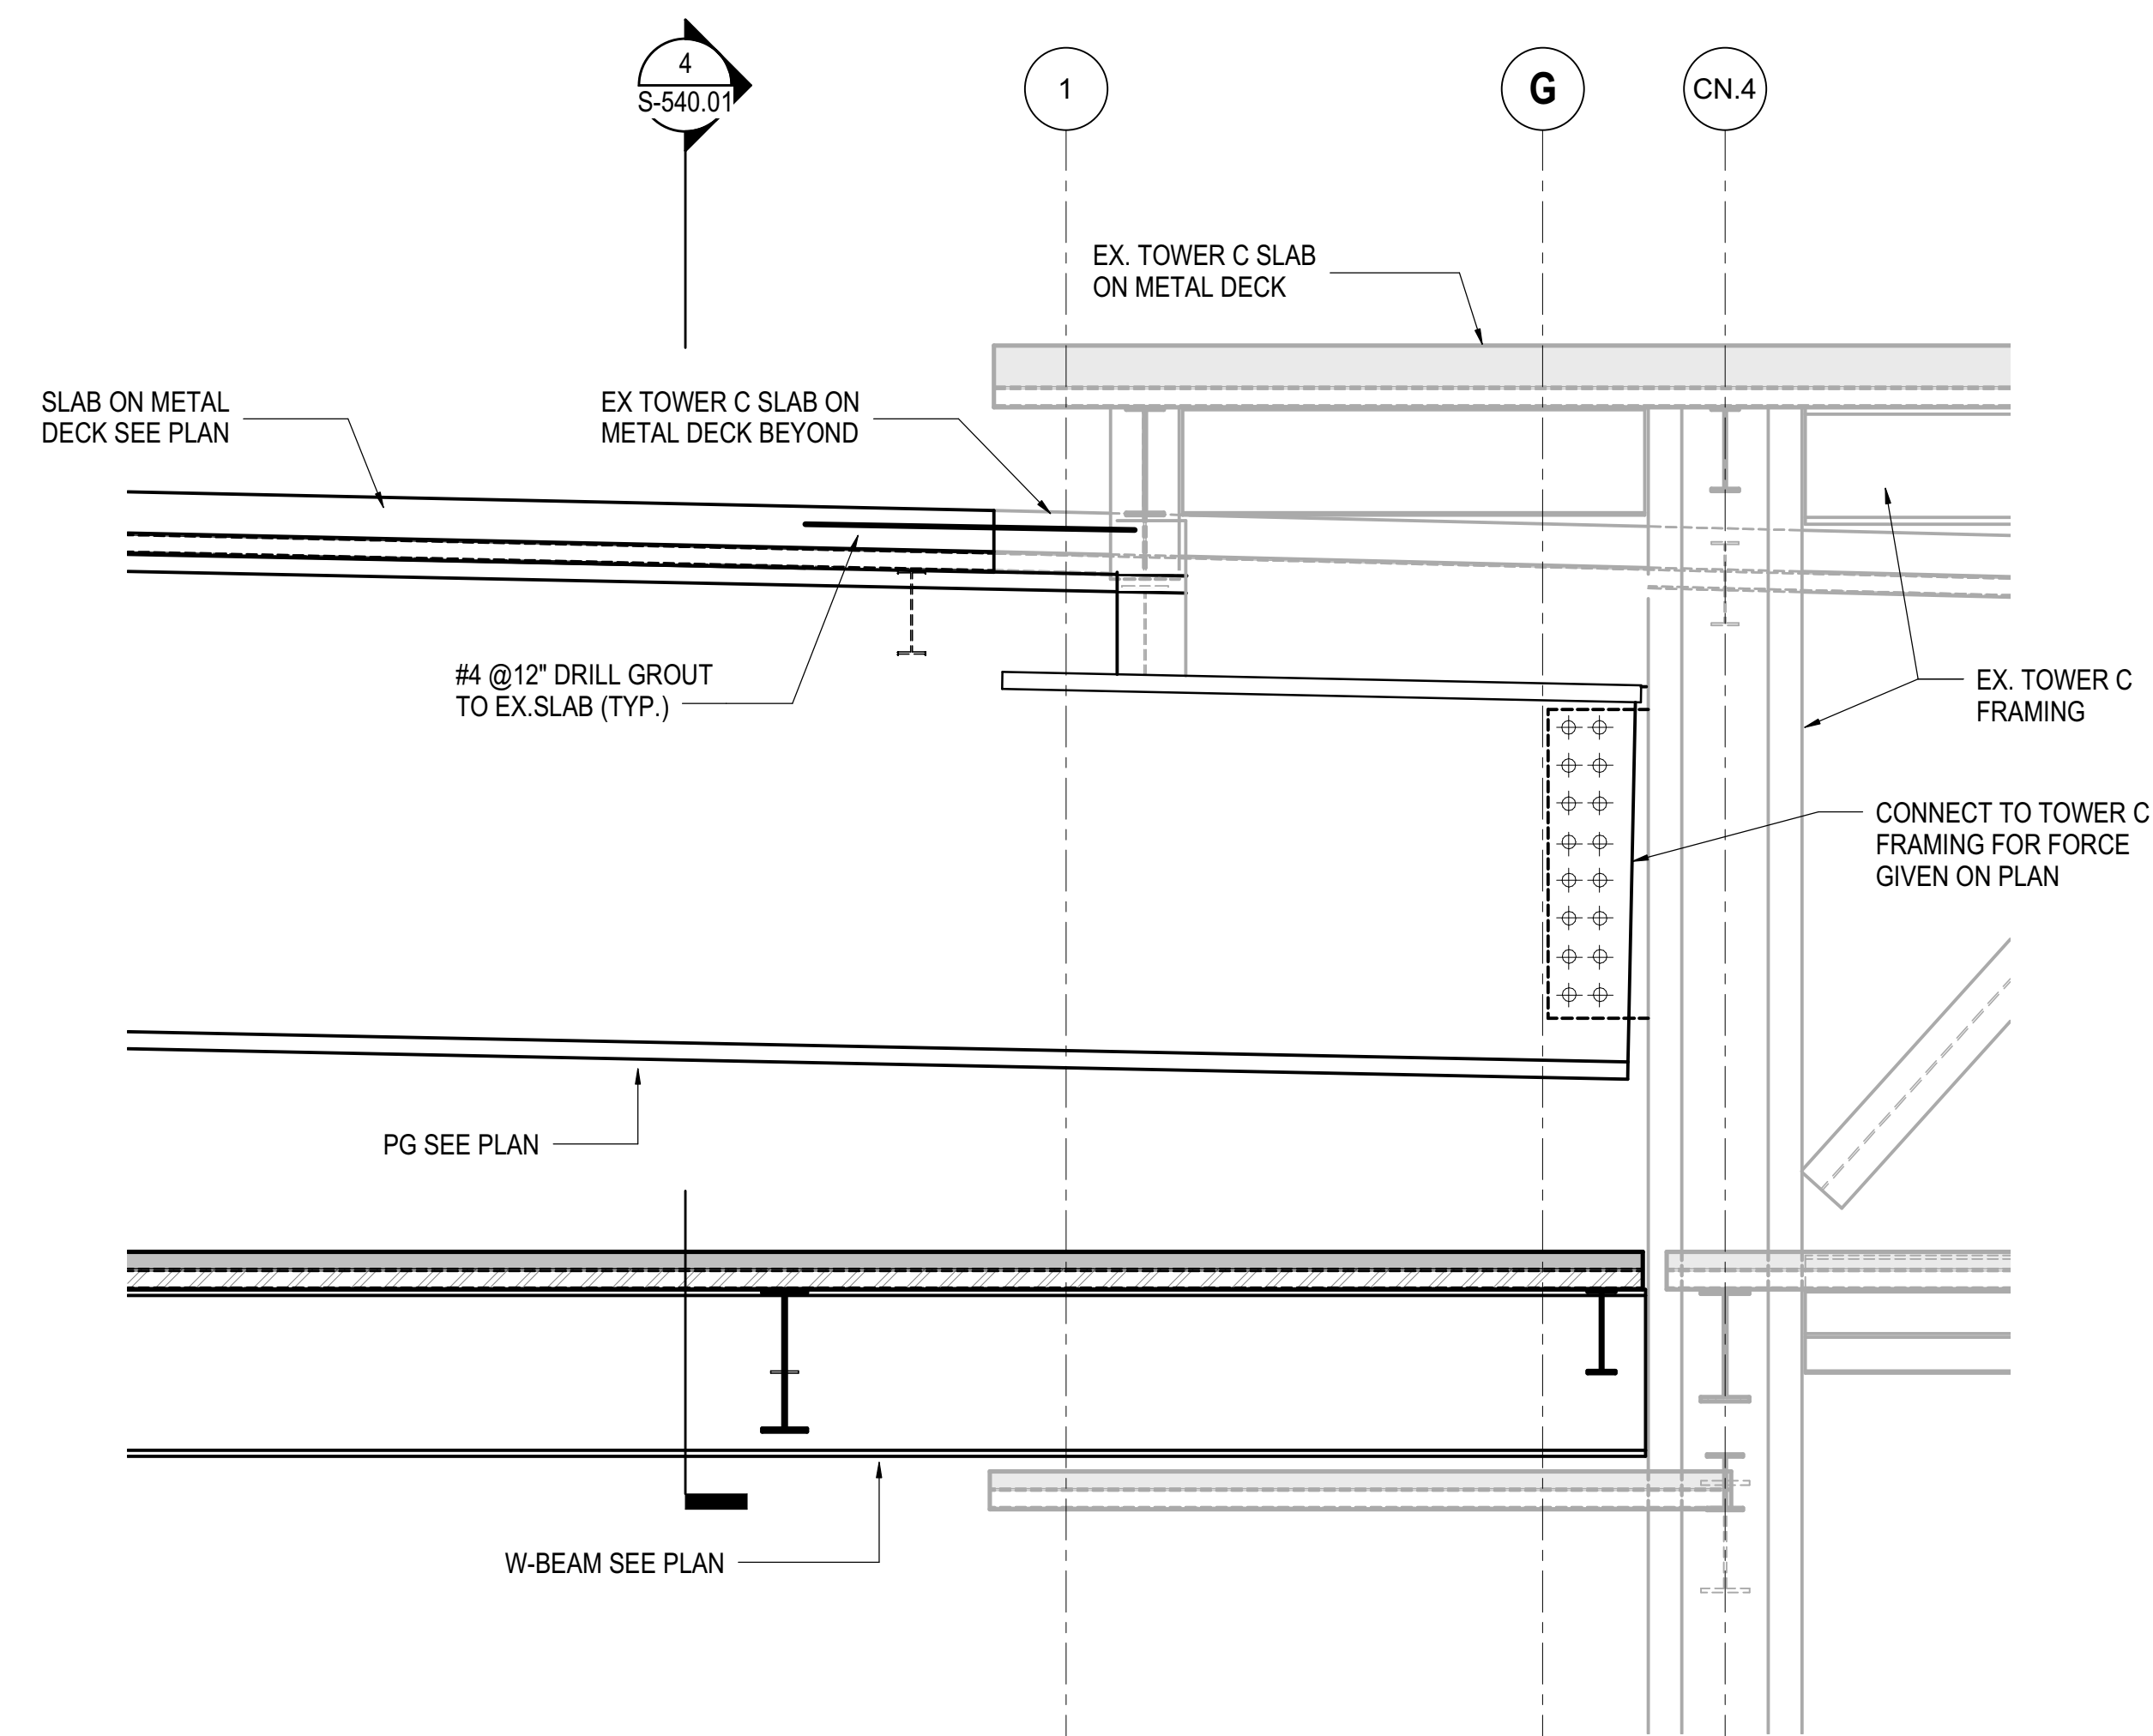 4
S-540.01
1
G
CN.4
EX. TOWER C SLAB
ON METAL DECK
SLAB ON METAL
DECK SEE PLAN
EX TOWER C SLAB ON
METAL DECK BEYOND
#4 @12" DRILL GROUT
TO EX.SLAB (TYP.)
EX. TOWER C
FRAMING
CONNECT TO TOWER C
FRAMING FOR FORCE
GIVEN ON PLAN
PG SEE PLAN
W-BEAM SEE PLAN